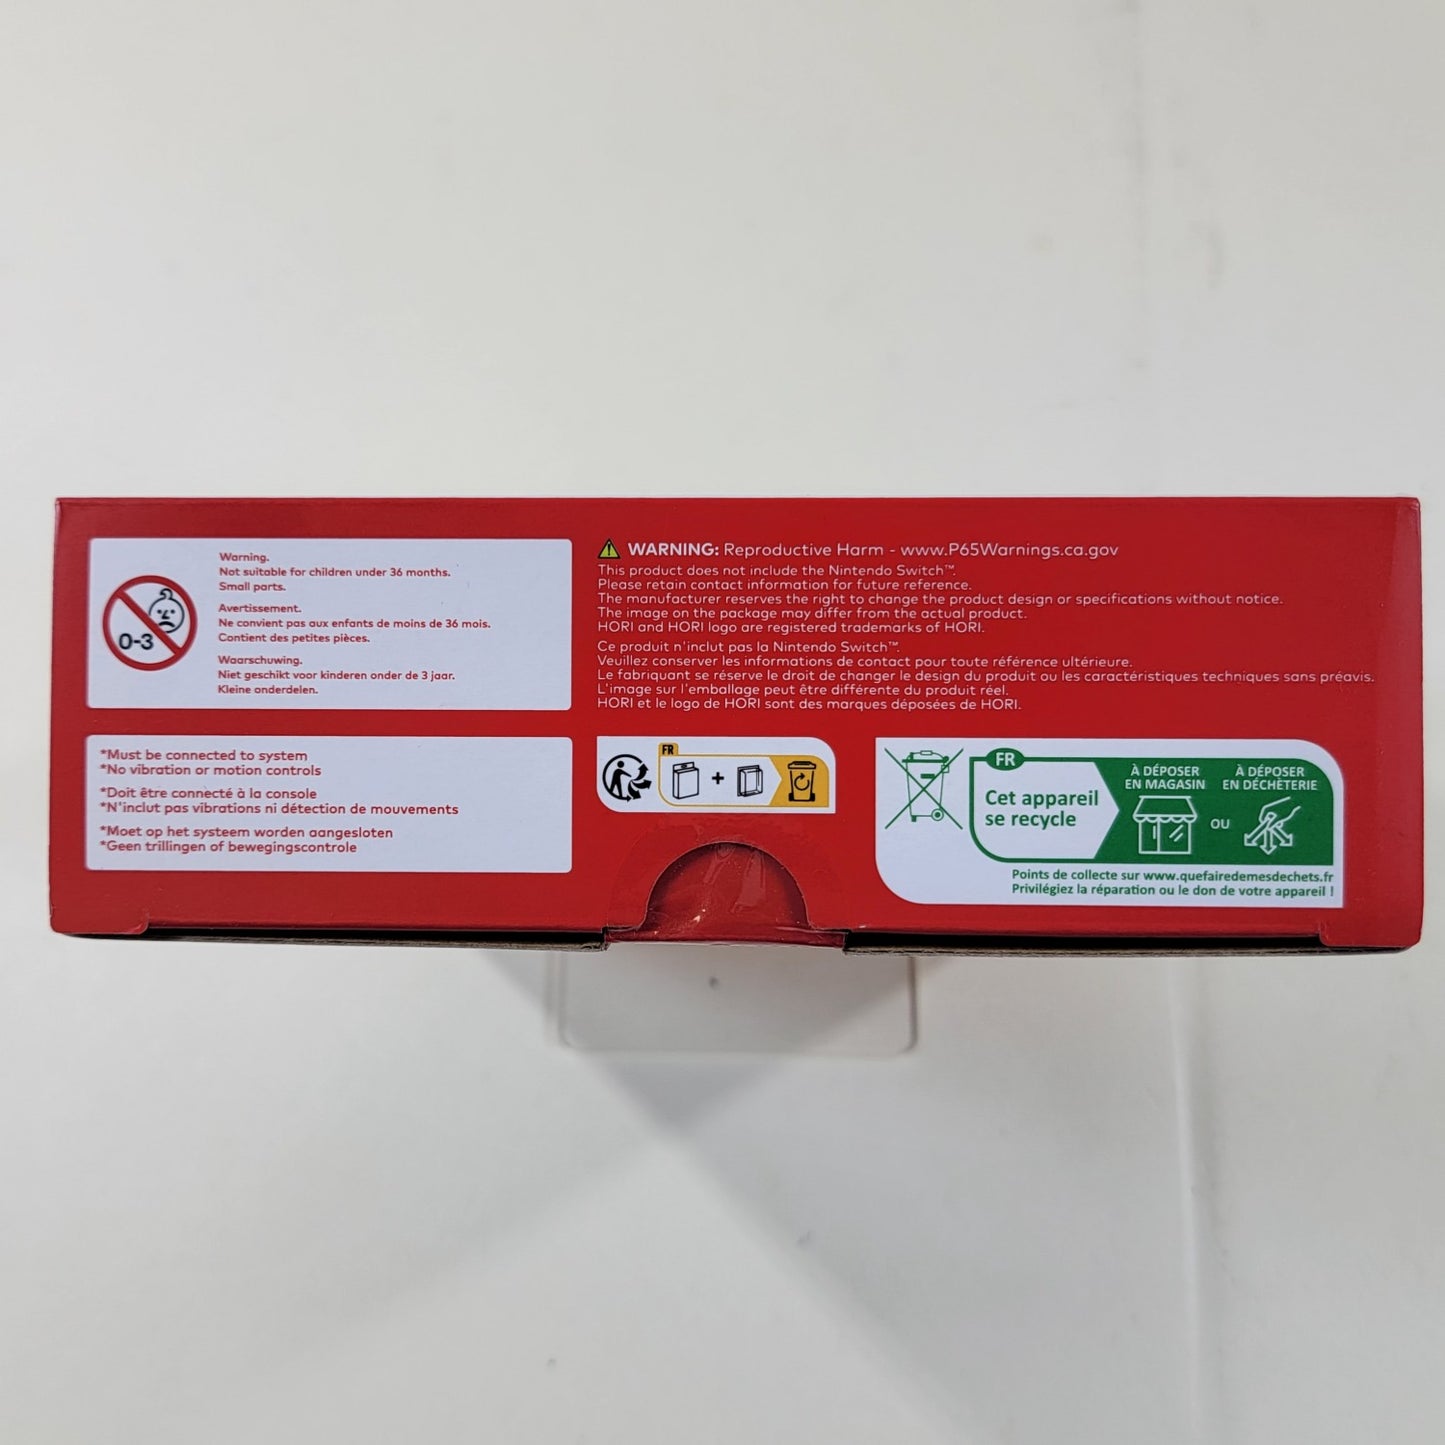 Warning.
Not suitable for children under 36 months.
Small parts.
Avertissement.
Ne convient pas aux enfants de moins de 36 mois.
Contient des petites pièces.
Waarschuwing.
Niet geschikt voor kinderen onder de 3 jaar.
Kleine onderdelen.
0-3
*Must be connected to system
*No vibration or motion controls
*Doit être connecté à la console
*N'inclut pas vibrations ni détection de mouvements
*Moet op het systeem worden aangesloten
*Geen trillingen of bewegingscontrole
WARNING: Reproductive Harm - www.P65Warnings.ca.gov
This product does not include the Nintendo Switch™.
Please retain contact information for future reference.
The manufacturer reserves the right to change the product design or specifications without notice.
The image on the package may differ from the actual product.
HORI and HORI logo are registered trademarks of HORI.
Ce produit n'inclut pas la Nintendo Switch™.
Veuillez conserver les informations de contact pour toute référence ultérieure.
Le fabriquant se réserve le droit de changer le design du produit ou les caractéristiques techniques sans préavis.
L'image sur l'emballage peut être différente du produit réel.
HORI et le logo de HORI sont des marques déposées de HORI.
FR
+
FR
Cet appareil
se recycle
À DÉPOSER
EN MAGASIN
OU
À DÉPOSER
EN DÉCHÈTERIE
Points de collecte sur www.quefairedemesdechets.fr
Privilégiez la réparation ou le don de votre appareil !